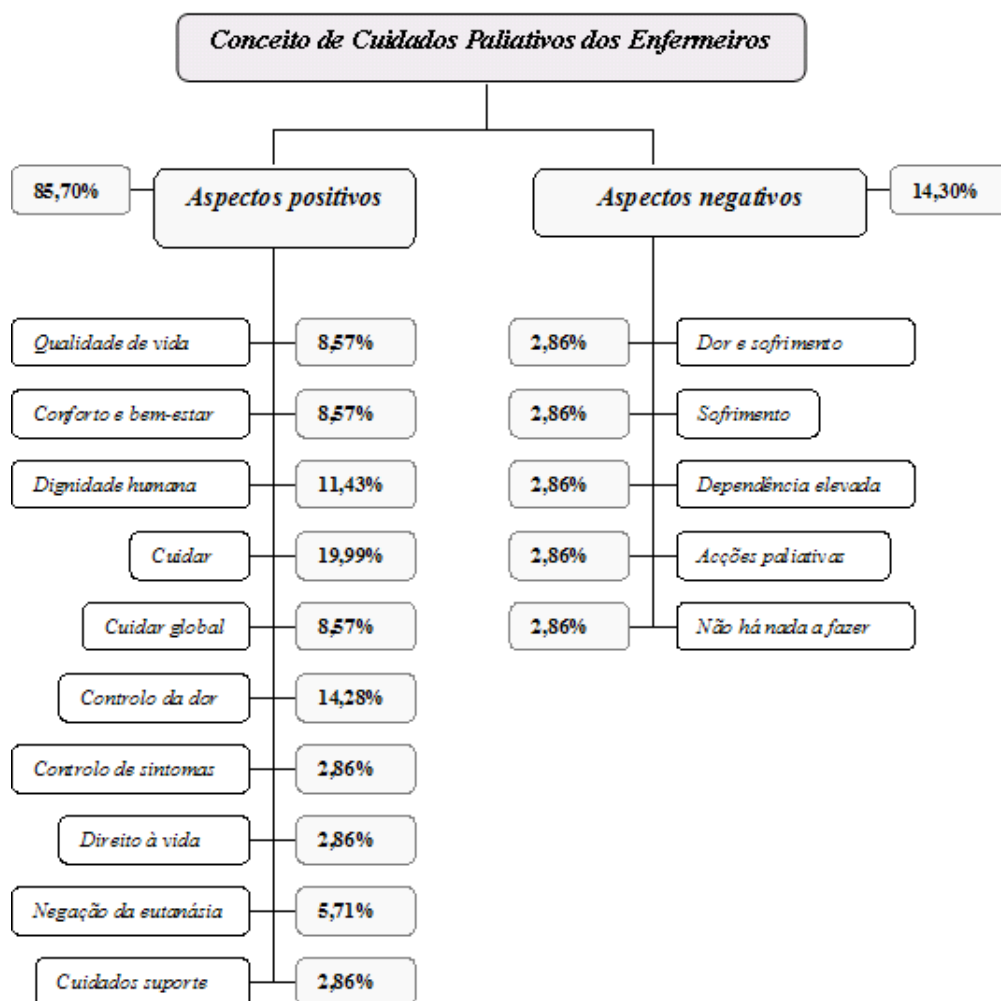 Conceito de Cuidados Paliativos dos Enfermeiros
85,70%
Aspectos positivos
Aspectos negativos
14,30%
Qualidade de vida
8,57%
2,86%
Dor e sofrimento
Conforto e bem-estar
8,57%
2,86%
Sofrimento
Dignidade humana
11,43%
2,86%
Dependência elevada
Cuidar
19,99%
2,86%
Acções paliativas
Cuidar global
8,57%
2,86%
Não há nada a fazer
Controlo da dor
14,28%
Controlo de sintomas
2,86%
Direito à vida
2,86%
Negação da eutanásia
5,71%
Cuidados suporte
2,86%